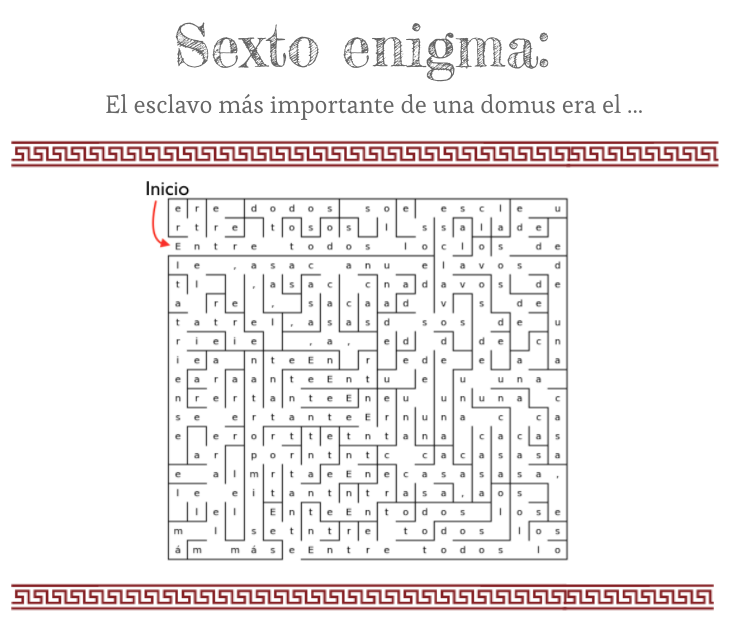 Sexto enigma:
El esclavo más importante de una domus era el ...
Inicio
e r e d o d o s s o e e s c l e u
r t r e t o s o s l s s a l a d e
E n t r e t o d o s l o c l o s d e
l e , a s a c a n u e l a v o s d
t l , a s a c c n a d a v o s d e
a r e , s a c a a d v s d e
t a t r e l , a s a s d s o s d e u
r i e l e , a , e d d d e c n
i e a n t e E n r e d e e l a a
e a r a a n t e E n t u e u u n a
n r e r t a n t e E n e u u n u n a c
s e e r t a n t e E r n u n a c c a
e e r o r t t e t n t a n a c a c a s
a r p o r n t n t c c a c a s a s a
e a l m r t a e E n e c a s a s a s a ,
l e e i t a n t n t r a s a , a o s
l e l E n t e E n t o d o s l o s e
m l s e t n t r e t o d o s l o s
á m m á s e E n t r e t o d o s l o